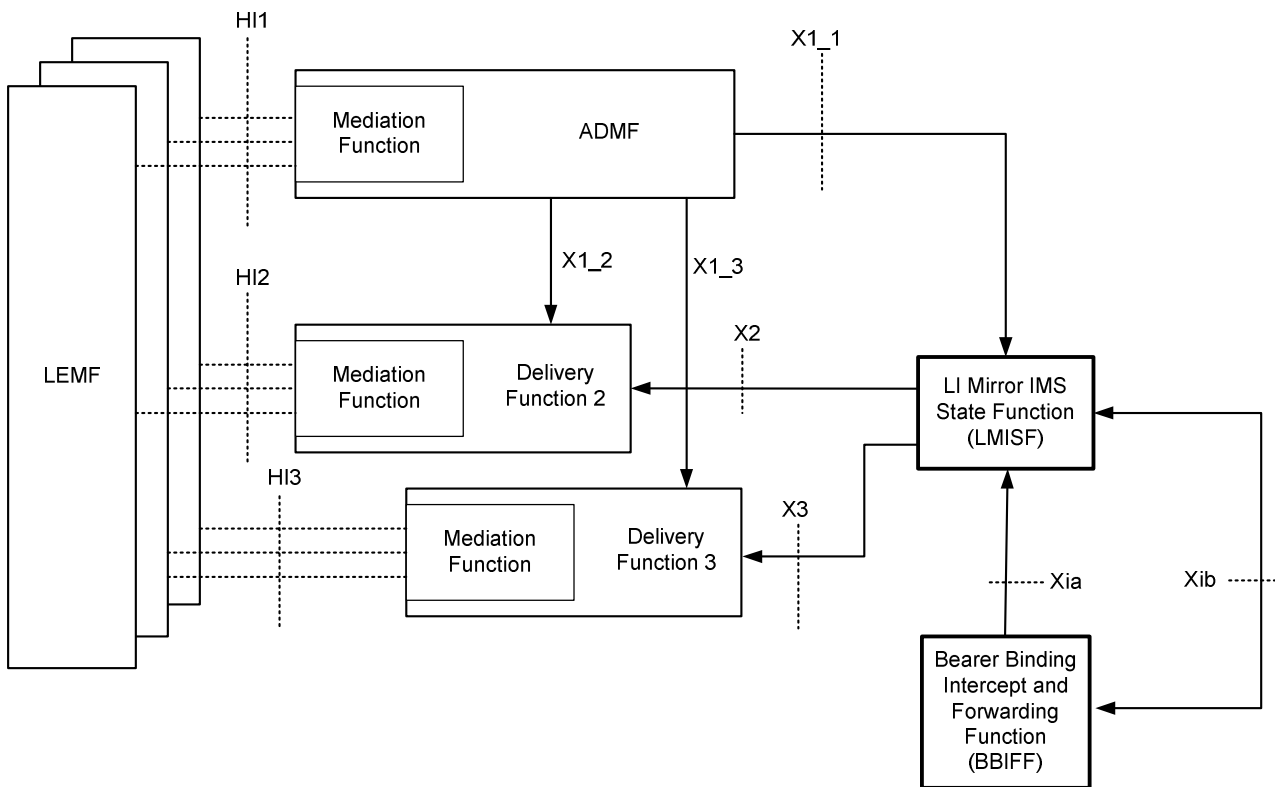 HI1
X1_1
Mediation
Function
ADMF
X1_2
X1_3
HI2
X2
LEMF
Mediation
Function
Delivery
Function 2
LI Mirror IMS
State Function
(LMISF)
HI3
X3
Mediation
Function
Delivery
Function 3
Xia
Xib
Bearer Binding
Intercept and
Forwarding
Function
(BBIFF)